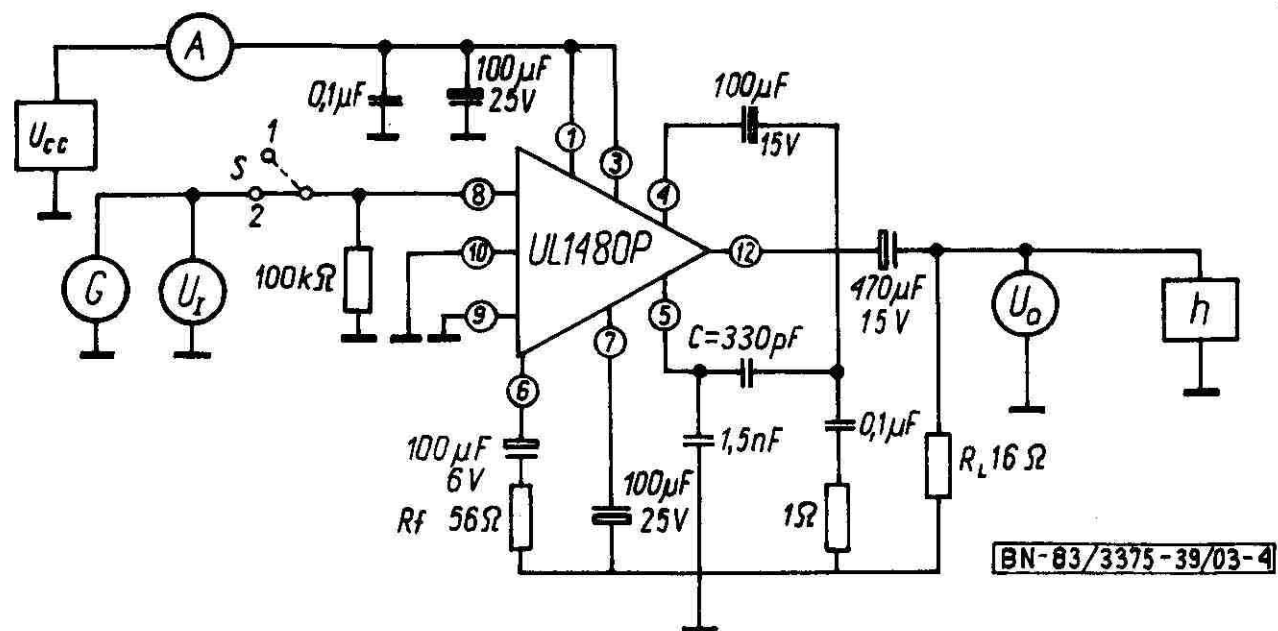 A
0,1µF
100µF
25V
100µF
15V
Ucc
1
S
2
1
3
4
8
10
9
UL1480P
12
5
7
6
G
U_I
100kΩ
470µF
15V
U_O
h
C=330pF
1,5nF
0,1µF
100µF
6V
Rf 56Ω
100µF
25V
1Ω
R_L 16Ω
BN-83/3375-39/03-4